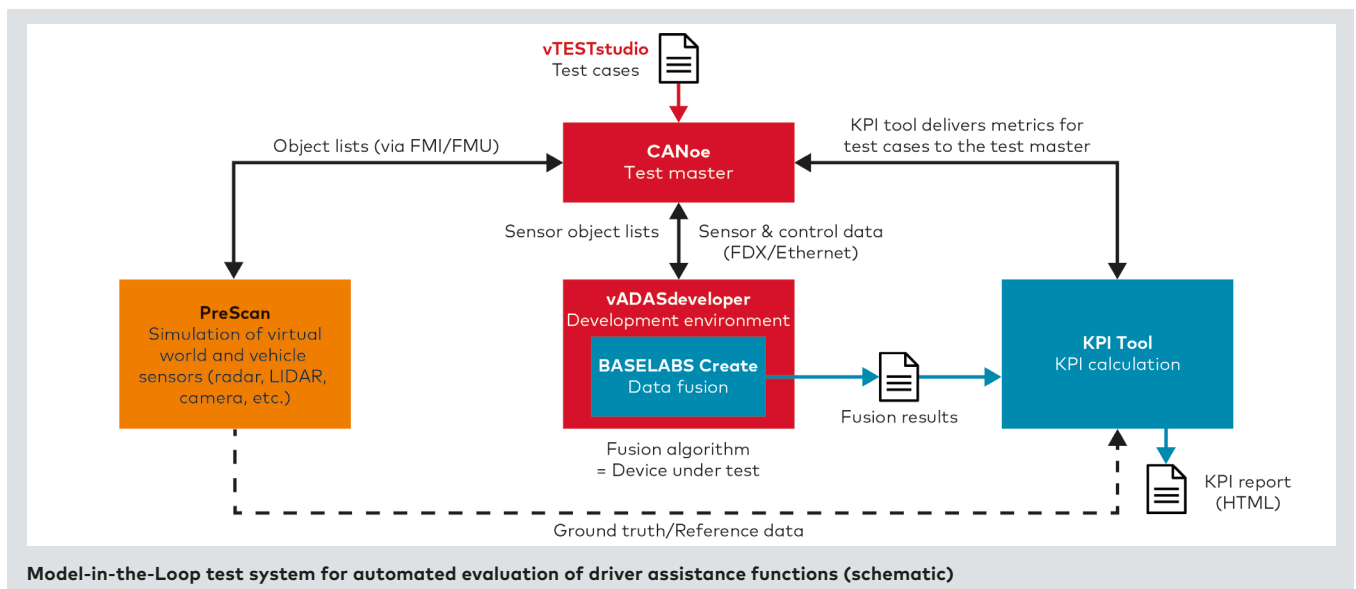 vTESTstudio
Test cases
Object lists (via FMI/FMU)
CANoe
Test master
KPI tool delivers metrics for
test cases to the test master
Sensor object lists
Sensor & control data
(FDX/Ethernet)
PreScan
Simulation of virtual
world and vehicle
sensors (radar, LIDAR,
camera, etc.)
vADASdeveloper
Development environment
BASELABS Create
Data fusion
Fusion results
KPI Tool
KPI calculation
Fusion algorithm
= Device under test
KPI report
(HTML)
Ground truth/Reference data
Model-in-the-Loop test system for automated evaluation of driver assistance functions (schematic)